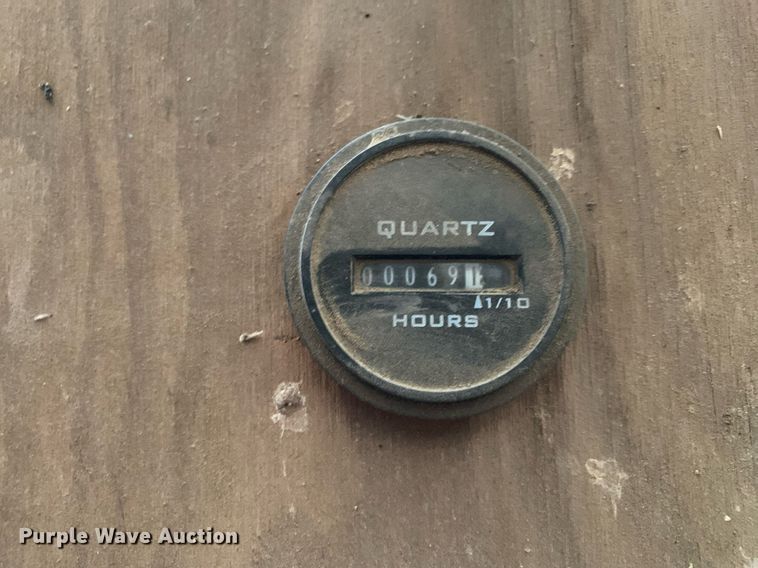 QUARTZ
000691
1/10
HOURS
Purple Wave Auction